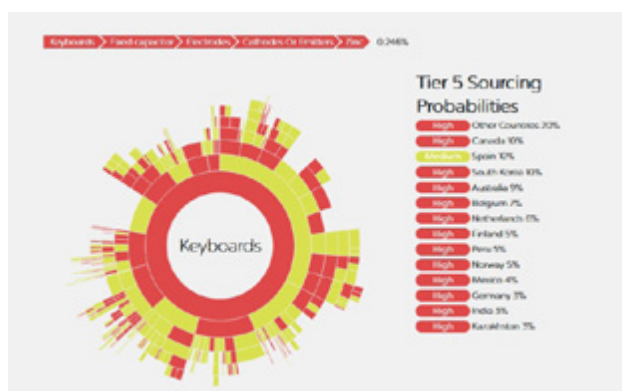 Keyboards Fixed-capacitor Electrodes Cathodes Or Emitters Zinc 0.246%
Tier 5 Sourcing
Probabilities
High Other Countries 20%
High Canada 10%
Medium Spain 10%
High South Korea 10%
High Australia 9%
High Belgium 7%
High Netherlands 6%
High Finland 5%
High Peru 5%
High Norway 5%
High Mexico 4%
High Germany 3%
High India 3%
High Kazakhstan 3%
Keyboards